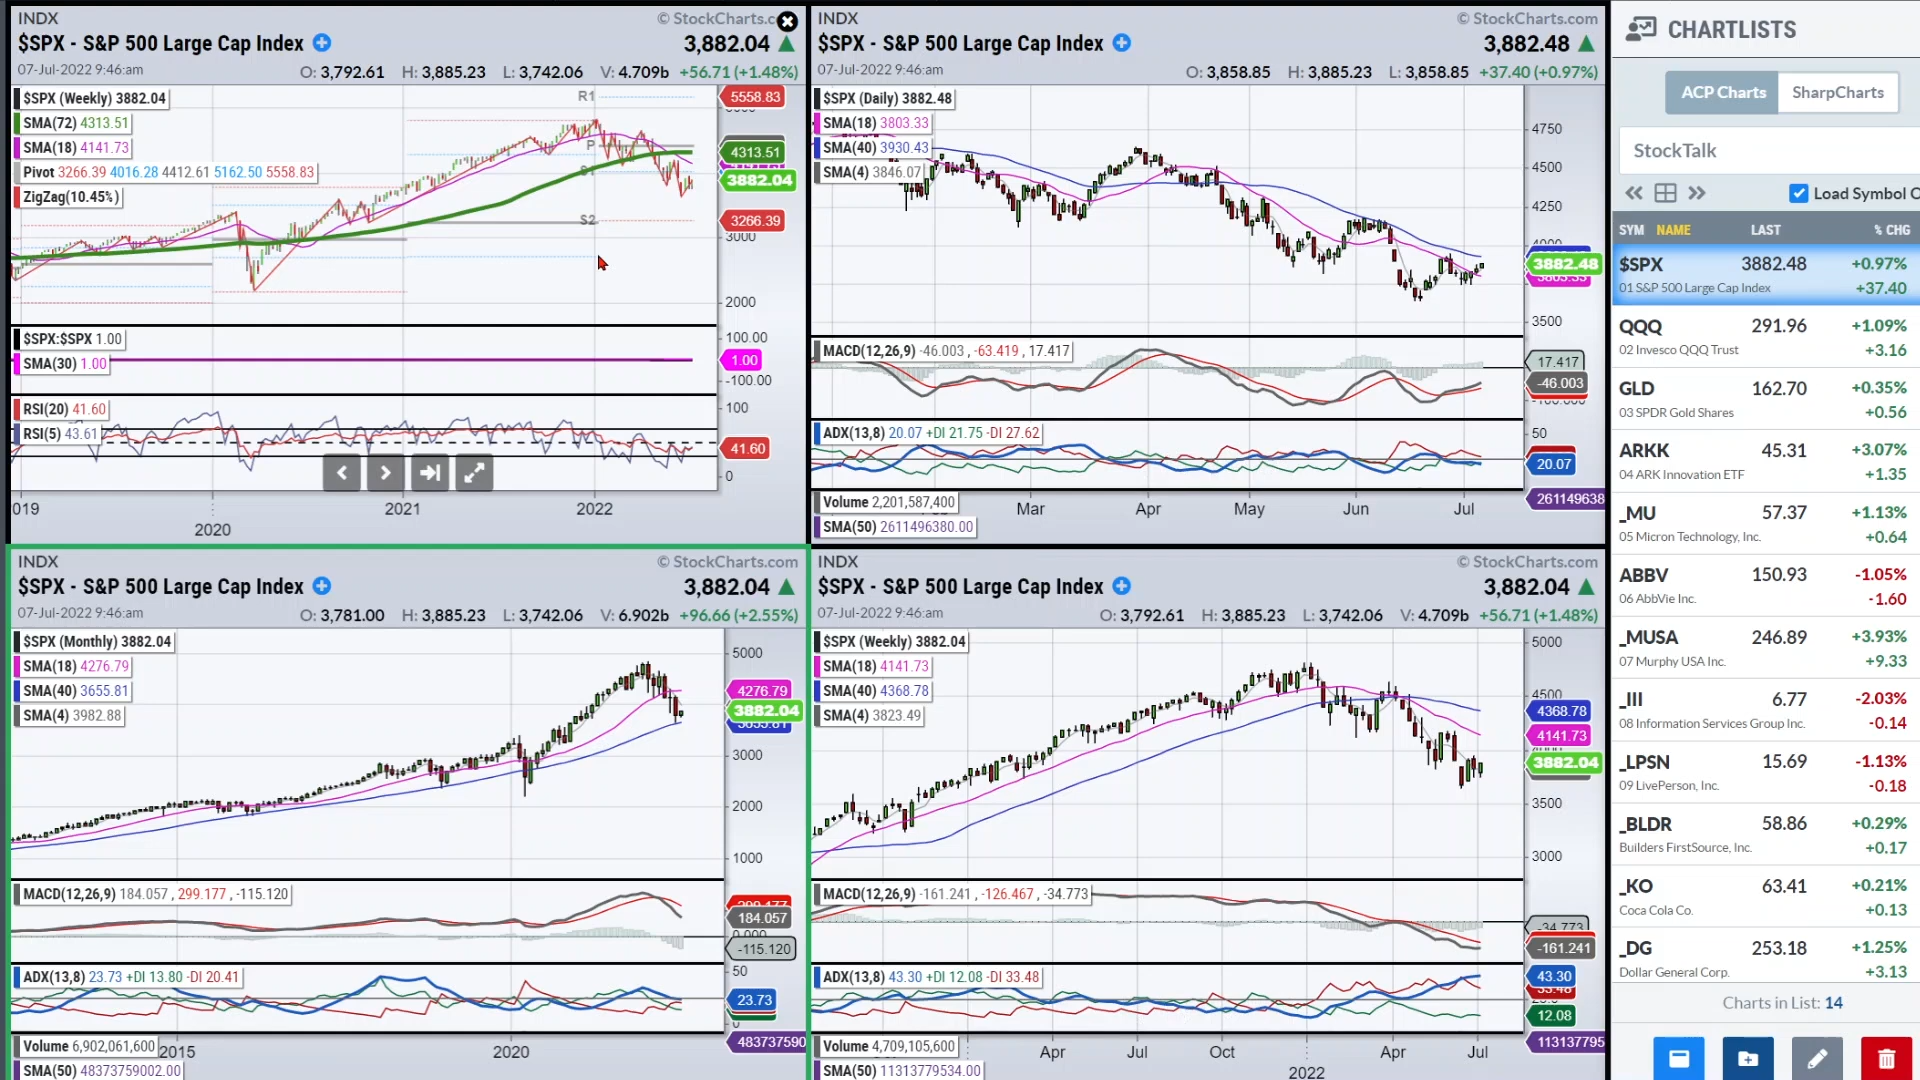 INDX
© StockCharts.c
$SPX - S&P 500 Large Cap Index
3,882.04
07-Jul-2022 9:46am
O: 3,792.61 H: 3,885.23 L: 3,742.06 V: 4.709b +56.71 (+1.48%)
$SPX (Weekly) 3882.04
SMA(72) 4313.51
SMA(18) 4141.73
Pivot 3266.39 4016.28 4412.61 5162.50 5558.83
ZigZag(10.45%)
R1
P
S1
S2
5558.83
4313.51
3882.04
3266.39
3000
2000
$SPX:$SPX 1.00
SMA(30) 1.00
100.00
1.00
-100.00
RSI(20) 41.60
RSI(5) 43.61
100
41.60
0
019
2020
2021
2022
INDX
© StockCharts.com
$SPX - S&P 500 Large Cap Index
3,882.48
07-Jul-2022 9:46am
O: 3,858.85 H: 3,885.23 L: 3,858.85 +37.40 (+0.97%)
$SPX (Daily) 3882.48
SMA(18) 3803.33
SMA(40) 3930.43
SMA(4) 3846.07
4750
4500
4250
3882.48
3500
MACD(12,26,9) -46.003 , -63.419 , 17.417
17.417
-46.003
ADX(13,8) 20.07 +DI 21.75 -DI 27.62
50
20.07
Volume 2,201,587,400
SMA(50) 2611496380.00
261149638
Mar
Apr
May
Jun
Jul
INDX
© StockCharts.com
$SPX - S&P 500 Large Cap Index
3,882.04
07-Jul-2022 9:46am
O: 3,781.00 H: 3,885.23 L: 3,742.06 V: 6.902b +96.66 (+2.55%)
$SPX (Monthly) 3882.04
SMA(18) 4276.79
SMA(40) 3655.81
SMA(4) 3982.88
5000
4276.79
3882.04
3655.81
3000
2000
1000
MACD(12,26,9) 184.057 , 299.177 , -115.120
299.177
184.057
-115.120
ADX(13,8) 23.73 +DI 13.80 -DI 20.41
50
23.73
0
Volume 6,902,061,600
SMA(50) 48373759002.00
483737590
2015
2020
INDX
© StockCharts.com
$SPX - S&P 500 Large Cap Index
3,882.04
07-Jul-2022 9:46am
O: 3,792.61 H: 3,885.23 L: 3,742.06 V: 4.709b +56.71 (+1.48%)
$SPX (Weekly) 3882.04
SMA(18) 4141.73
SMA(40) 4368.78
SMA(4) 3823.49
5000
4500
4368.78
4141.73
3882.04
3500
3000
MACD(12,26,9) -161.241 , -126.467 , -34.773
-34.773
-161.241
ADX(13,8) 43.30 +DI 12.08 -DI 33.48
43.30
33.48
12.08
Volume 4,709,105,600
SMA(50) 11313779534.00
113137795
Apr
Jul
Oct
2022
Apr
Jul
CHARTLISTS
ACP Charts
SharpCharts
StockTalk
Load Symbol O
SYM NAME LAST % CHG
$SPX 3882.48 +0.97%
01 S&P 500 Large Cap Index +37.40
QQQ 291.96 +1.09%
02 Invesco QQQ Trust +3.16
GLD 162.70 +0.35%
03 SPDR Gold Shares +0.56
ARKK 45.31 +3.07%
04 ARK Innovation ETF +1.35
_MU 57.37 +1.13%
05 Micron Technology, Inc. +0.64
ABBV 150.93 -1.05%
06 AbbVie Inc. -1.60
_MUSA 246.89 +3.93%
07 Murphy USA Inc. +9.33
_III 6.77 -2.03%
08 Information Services Group Inc. -0.14
_LPSN 15.69 -1.13%
09 LivePerson, Inc. -0.18
_BLDR 58.86 +0.29%
Builders FirstSource, Inc. +0.17
_KO 63.41 +0.21%
Coca Cola Co. +0.13
_DG 253.18 +1.25%
Dollar General Corp. +3.13
Charts in List: 14